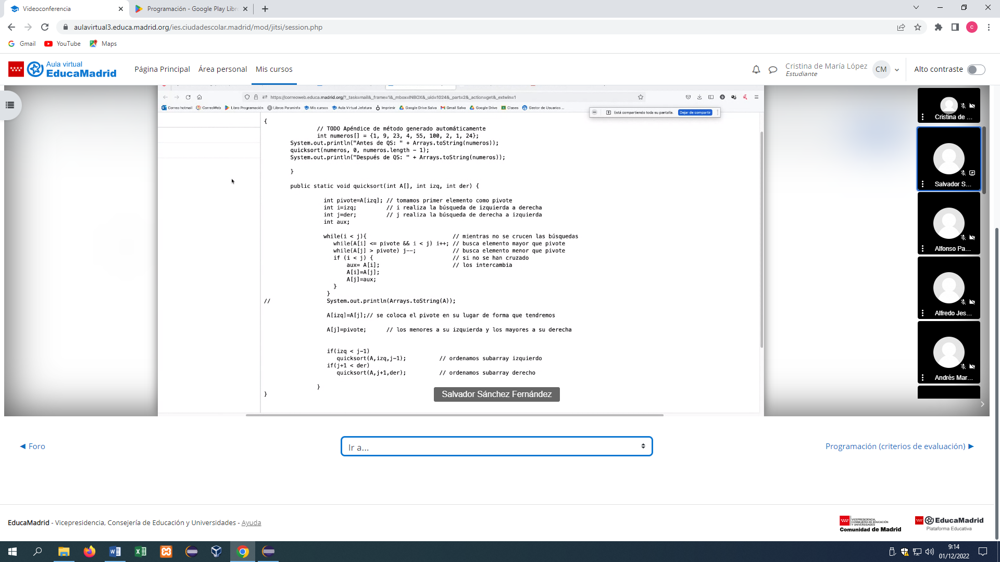 Videoconferencia
Programación - Google Play Libr
aulavirtual3.educa.madrid.org/ies.ciudadescolar.madrid/mod/jitsi/session.php
C
Gmail
YouTube
Maps
Aula virtual
EducaMadrid
Página Principal
Área personal
Mis cursos
Cristina de María López
Estudiante
CM
Alto contraste
https://correoweb.educa.madrid.org/?_task=mail&_frame=1&_mbox=INBOX&_uid=1024&_part=2&_action=get&_extwin=1
Correo hotmail
CorreoWeb
Libro Programación
Libros Paraninfo
Mis cursos
Aula Virtual Jefatura
Imprimir
Google Drive Salva
Gmail Salva
Google Drive
Clases
Gestor de Usuarios ...
Está compartiendo toda su pantalla.
Dejar de compartir
{
// TODO Apéndice de método generado automáticamente
int numeros[] = {1, 9, 23, 4, 55, 100, 2, 1, 24};
System.out.println("Antes de QS: " + Arrays.toString(numeros));
quicksort(numeros, 0, numeros.length - 1);
System.out.println("Después de QS: " + Arrays.toString(numeros));
}
public static void quicksort(int A[], int izq, int der) {
int pivote=A[izq]; // tomamos primer elemento como pivote
int i=izq; // i realiza la búsqueda de izquierda a derecha
int j=der; // j realiza la búsqueda de derecha a izquierda
int aux;
while(i < j){ // mientras no se crucen las búsquedas
while(A[i] <= pivote && i < j) i++; // busca elemento mayor que pivote
while(A[j] > pivote) j--; // busca elemento menor que pivote
if (i < j) { // si no se han cruzado
aux= A[i]; // los intercambia
A[i]=A[j];
A[j]=aux;
}
}
// System.out.println(Arrays.toString(A));
A[izq]=A[j];// se coloca el pivote en su lugar de forma que tendremos
A[j]=pivote; // los menores a su izquierda y los mayores a su derecha
if(izq < j-1)
quicksort(A,izq,j-1); // ordenamos subarray izquierdo
if(j+1 < der)
quicksort(A,j+1,der); // ordenamos subarray derecho
}
}
Salvador Sánchez Fernández
Cristina de ...
Salvador S...
Alfonso Pa...
Alfredo Jes...
Andrés Mar...
◄ Foro
Ir a...
Programación (criterios de evaluación) ►
EducaMadrid - Vicepresidencia, Consejería de Educación y Universidades - Ayuda
VICEPRESIDENCIA,
CONSEJERÍA DE EDUCACIÓN
Y UNIVERSIDADES
Comunidad de Madrid
EducaMadrid
Plataforma Educativa
9:14
01/12/2022